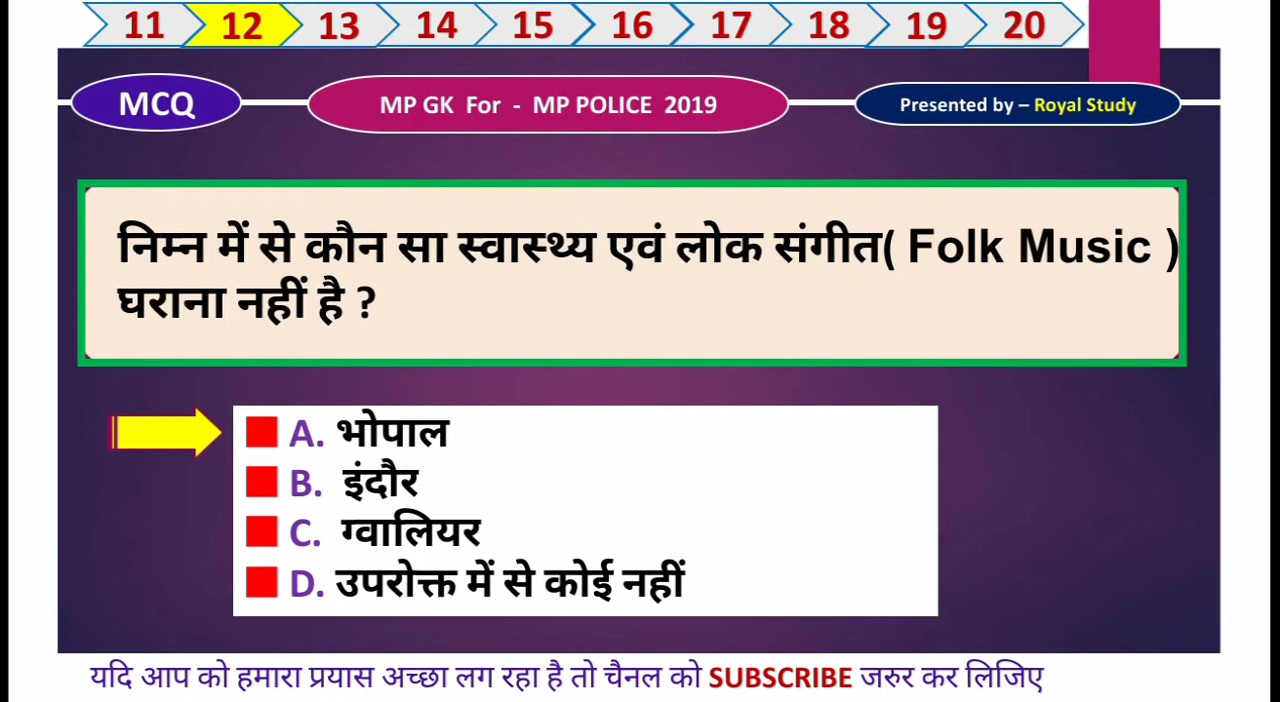 11 12 13 14 15 16 17 18 19 20
MCQ
MP GK For - MP POLICE 2019
Presented by – Royal Study
निम्न में से कौन सा स्वास्थ्य एवं लोक संगीत( Folk Music )
घराना नहीं है ?
A. भोपाल
B. इंदौर
C. ग्वालियर
D. उपरोक्त में से कोई नहीं
यदि आप को हमारा प्रयास अच्छा लग रहा है तो चैनल को SUBSCRIBE जरुर कर लिजिए